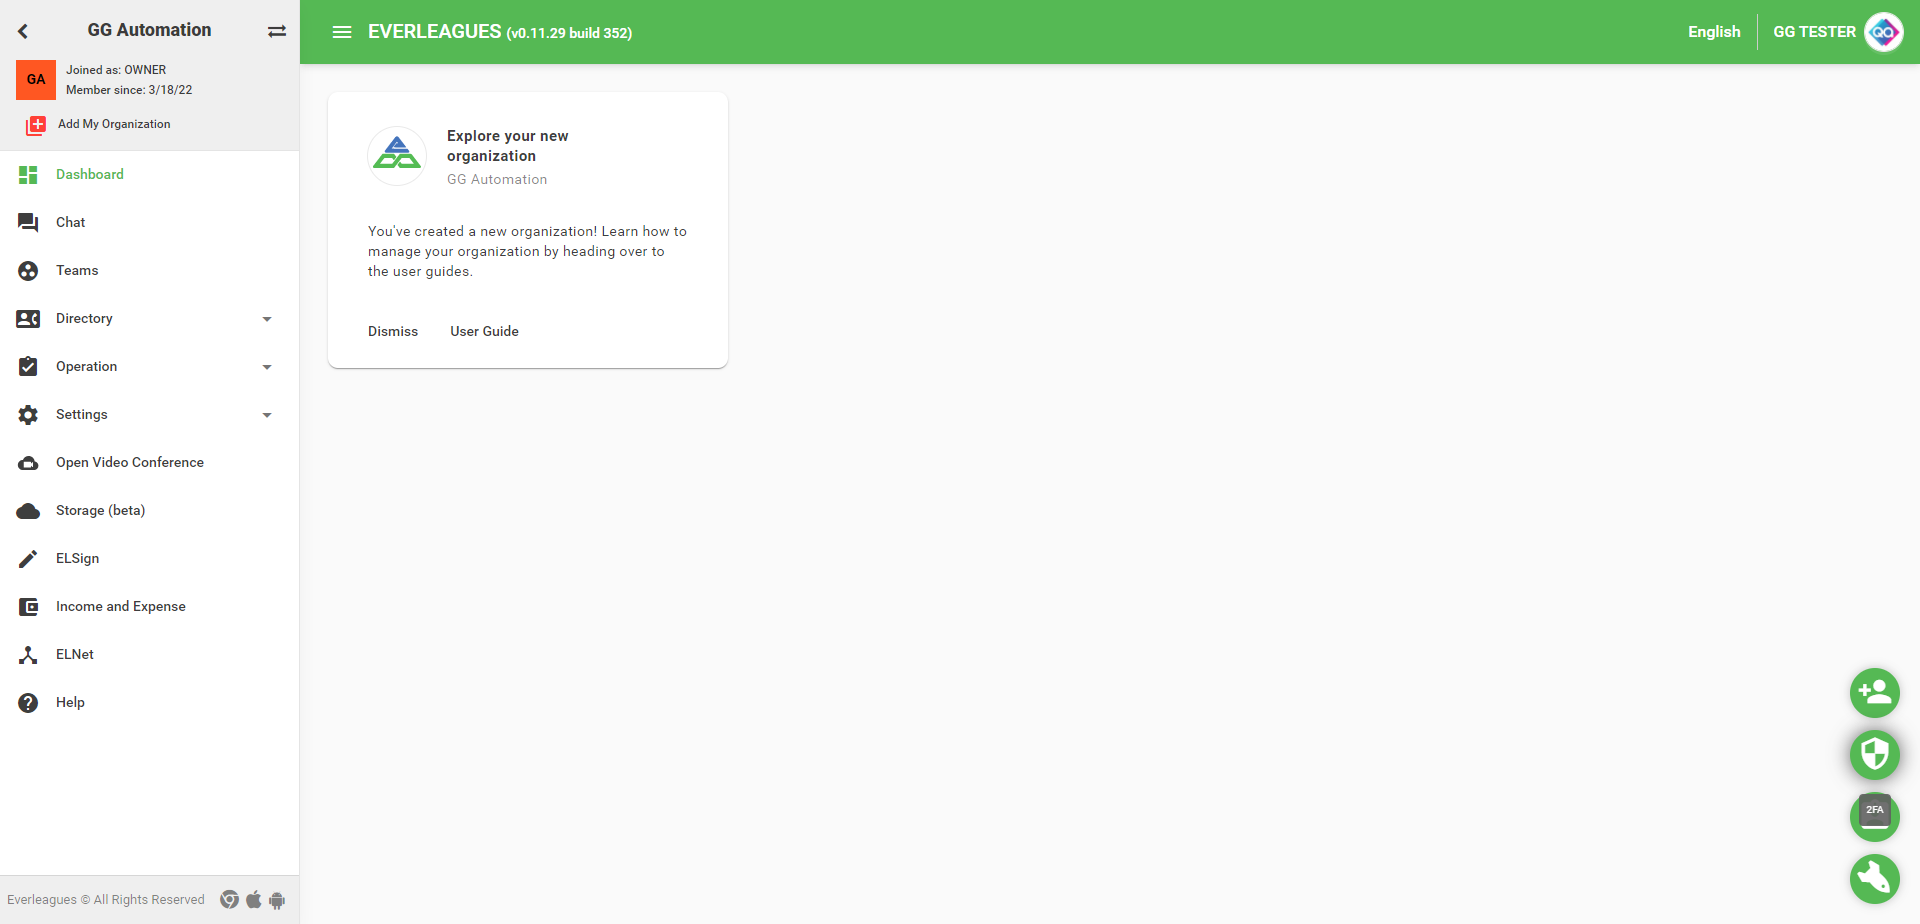 GG Automation
GA
Joined as: OWNER
Member since: 3/18/22
Add My Organization
Dashboard
Chat
Teams
Directory
Operation
Settings
Open Video Conference
Storage (beta)
ELSign
Income and Expense
ELNet
Help
Everleagues © All Rights Reserved
EVERLEAGUES (v0.11.29 build 352)
English
GG TESTER
QA
Explore your new
organization
GG Automation
You've created a new organization! Learn how to
manage your organization by heading over to
the user guides.
Dismiss
User Guide
2FA